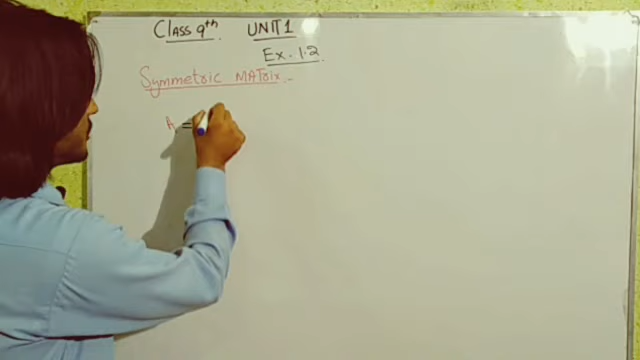 Class 9th UNIT 1
Ex. 1.2
Symmetric MATrix.-
A =